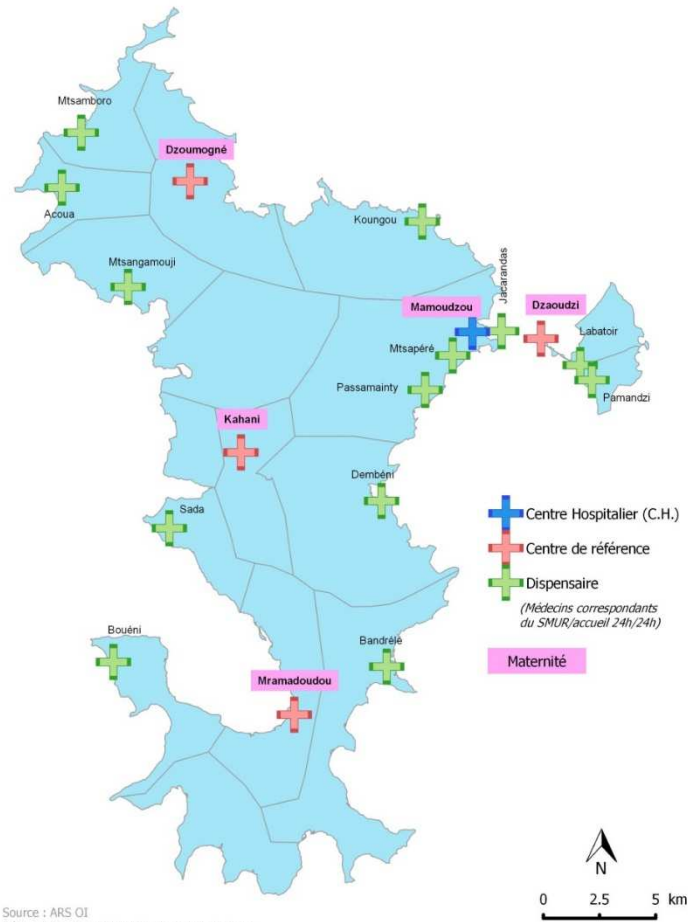 Mtsamboro
Dzoumogné
Acoua
Koungou
Mtsangamouji
Jacarandas
Mamoudzou
Dzaoudzi
Labatoir
Mtsapéré
Passamainty
Pamandzi
Kahani
Dembéni
Sada
Centre Hospitalier (C.H.)
Centre de référence
Dispensaire
(Médecins correspondants
du SMUR/accueil 24h/24h)
Bouéni
Bandrélé
Maternité
Mramadoudou
N
Source : ARS OI
0 2.5 5 km